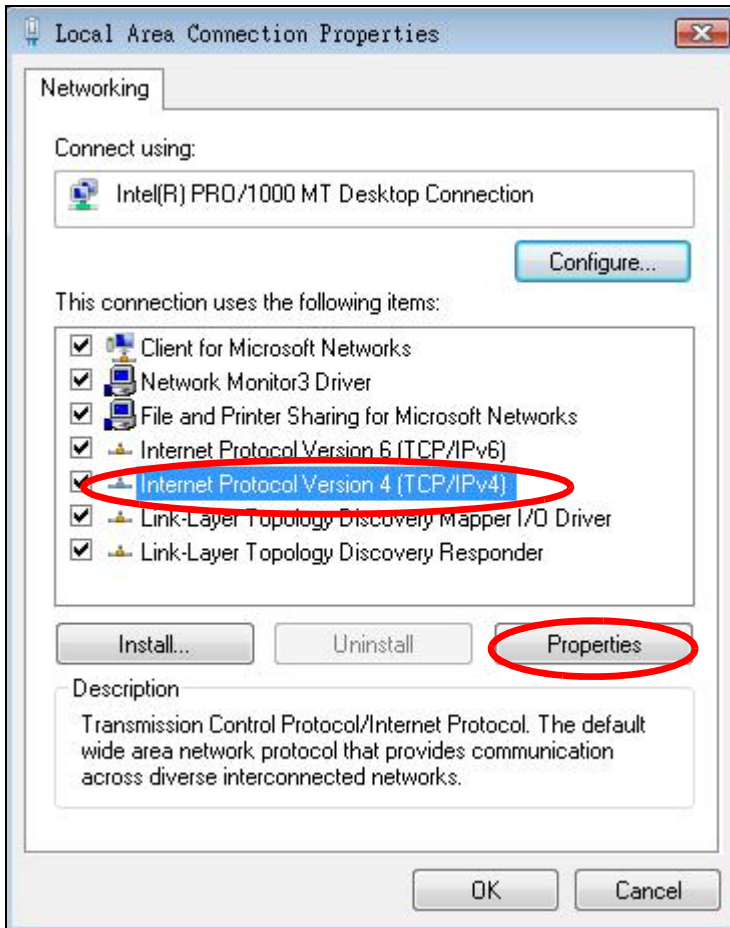 Local Area Connection Properties
Networking
Connect using:
Intel(R) PRO/1000 MT Desktop Connection
Configure...
This connection uses the following items:
Client for Microsoft Networks
Network Monitor3 Driver
File and Printer Sharing for Microsoft Networks
Internet Protocol Version 6 (TCP/IPv6)
Internet Protocol Version 4 (TCP/IPv4)
Link-Layer Topology Discovery Mapper I/O Driver
Link-Layer Topology Discovery Responder
Install...
Uninstall
Properties
Description
Transmission Control Protocol/Internet Protocol. The default
wide area network protocol that provides communication
across diverse interconnected networks.
OK
Cancel